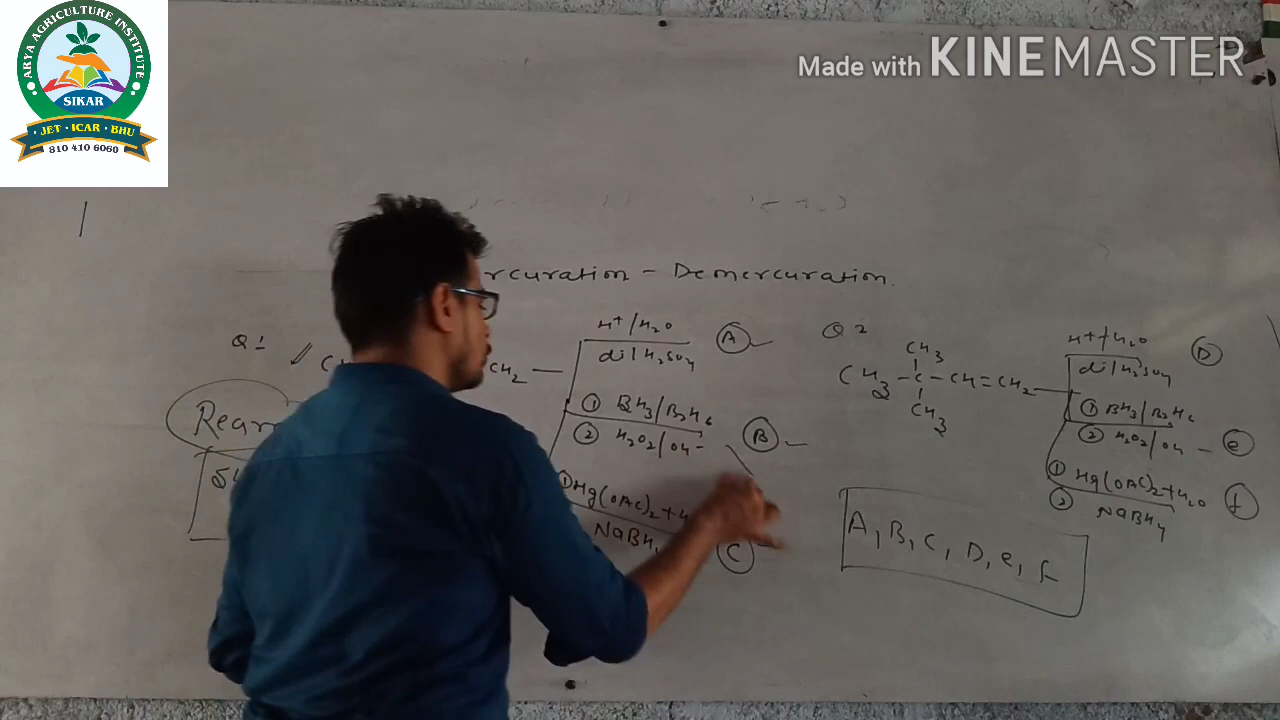 ARYA AGRICULTURE INSTITUTE
SIKAR
JET · ICAR · BHU
810 410 6060
Made with KINEMASTER
rcuration - Demercuration
Q1
CH₂ —
H⁺/H₂O
dil H₂SO₄
A
① BH₃/B₂H₆
② H₂O₂/OH⁻
B
① Hg(OAC)₂ + H
NaBH₄
C
Rear
Q2
CH₃
CH₃ - C - CH = CH₂
CH₃
H⁺/H₂O
dil H₂SO₄
D
① BH₃/B₂H₆
② H₂O₂/OH
e
① Hg(OAC)₂ + H₂O
② NaBH₄
f
A, B, C, D, e, f